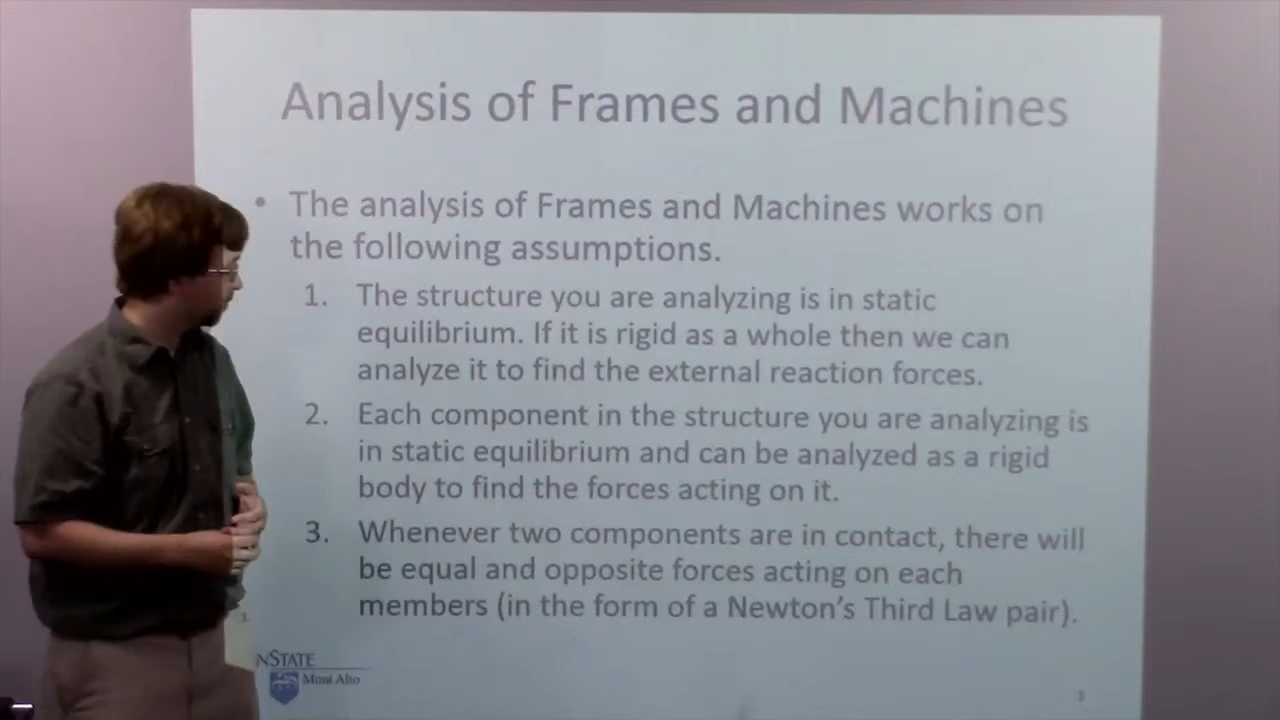 Analysis of Frames and Machines
• The analysis of Frames and Machines works on
the following assumptions.
1. The structure you are analyzing is in static
equilibrium. If it is rigid as a whole then we can
analyze it to find the external reaction forces.
2. Each component in the structure you are analyzing is
in static equilibrium and can be analyzed as a rigid
body to find the forces acting on it.
3. Whenever two components are in contact, there will
be equal and opposite forces acting on each
members (in the form of a Newton's Third Law pair).
1.
NSTATE
Mont Alto
3